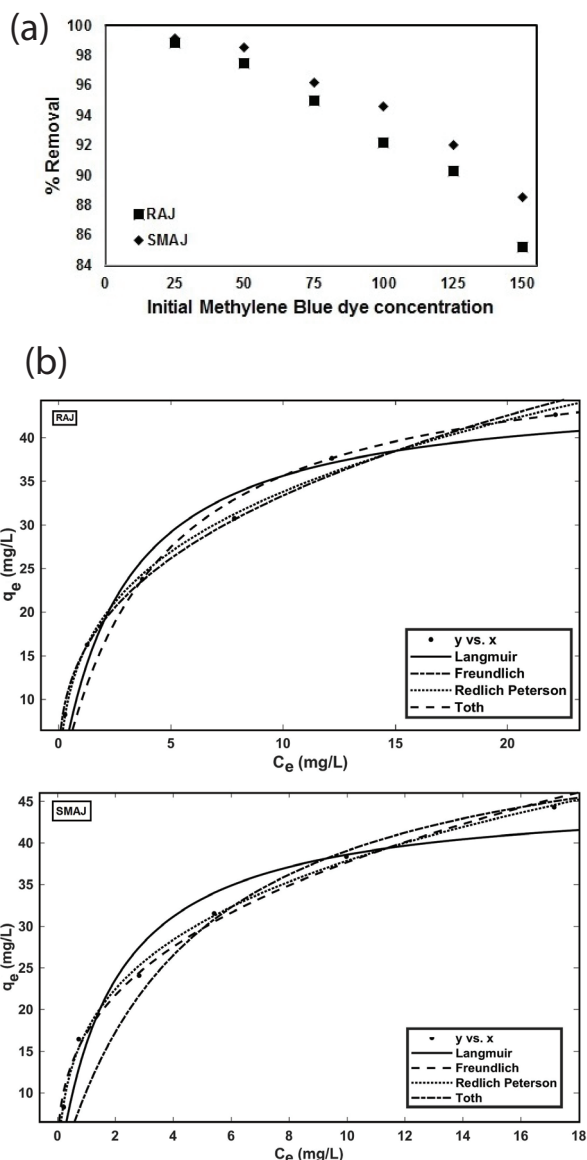 (a)
100
98
96
94
92
90
88
86
84
% Removal
RAJ
SMAJ
0 25 50 75 100 125 150
Initial Methylene Blue dye concentration
(b)
RAJ
40
30
20
10
qe (mg/L)
y vs. x
Langmuir
Freundlich
Redlich Peterson
Toth
0 5 10 15 20
Ce (mg/L)
SMAJ
45
40
35
30
25
20
15
10
qe (mg/L)
y vs. x
Langmuir
Freundlich
Redlich Peterson
Toth
0 2 4 6 8 10 12 14 16 18
Ce (mg/L)